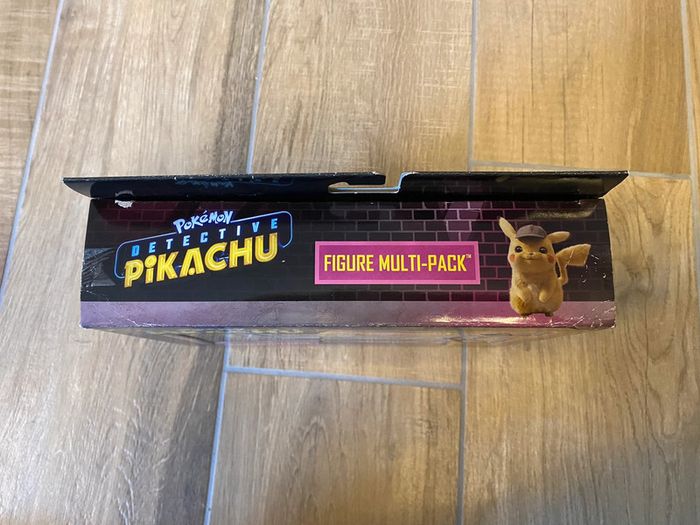 POKéMON
DETECTIVE
PiKACHU
FIGURE MULTI-PACK™